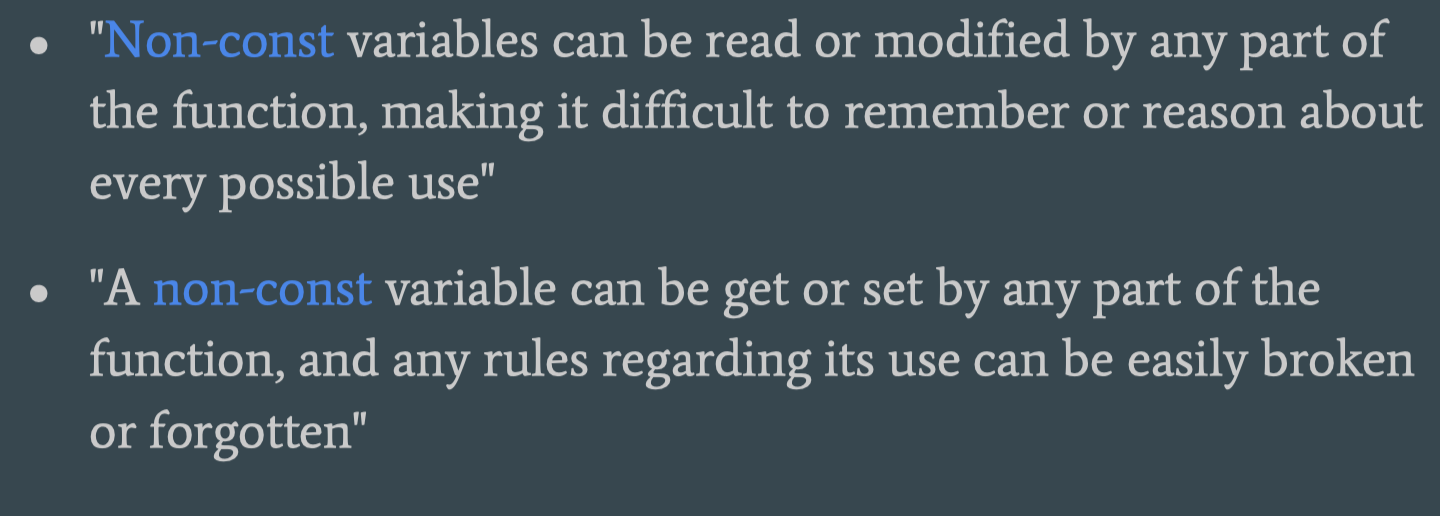 • "Non-const variables can be read or modified by any part of
the function, making it difficult to remember or reason about
every possible use"
• "A non-const variable can be get or set by any part of the
function, and any rules regarding its use can be easily broken
or forgotten"